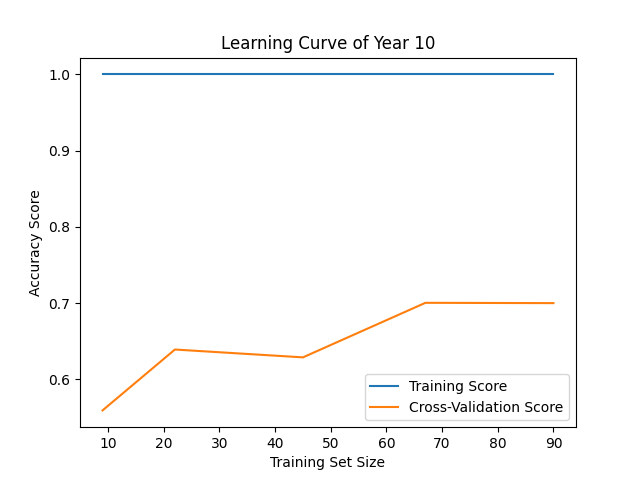 Learning Curve of Year 10
Accuracy Score
1.0
0.9
0.8
0.7
0.6
Training Score
Cross-Validation Score
10 20 30 40 50 60 70 80 90
Training Set Size